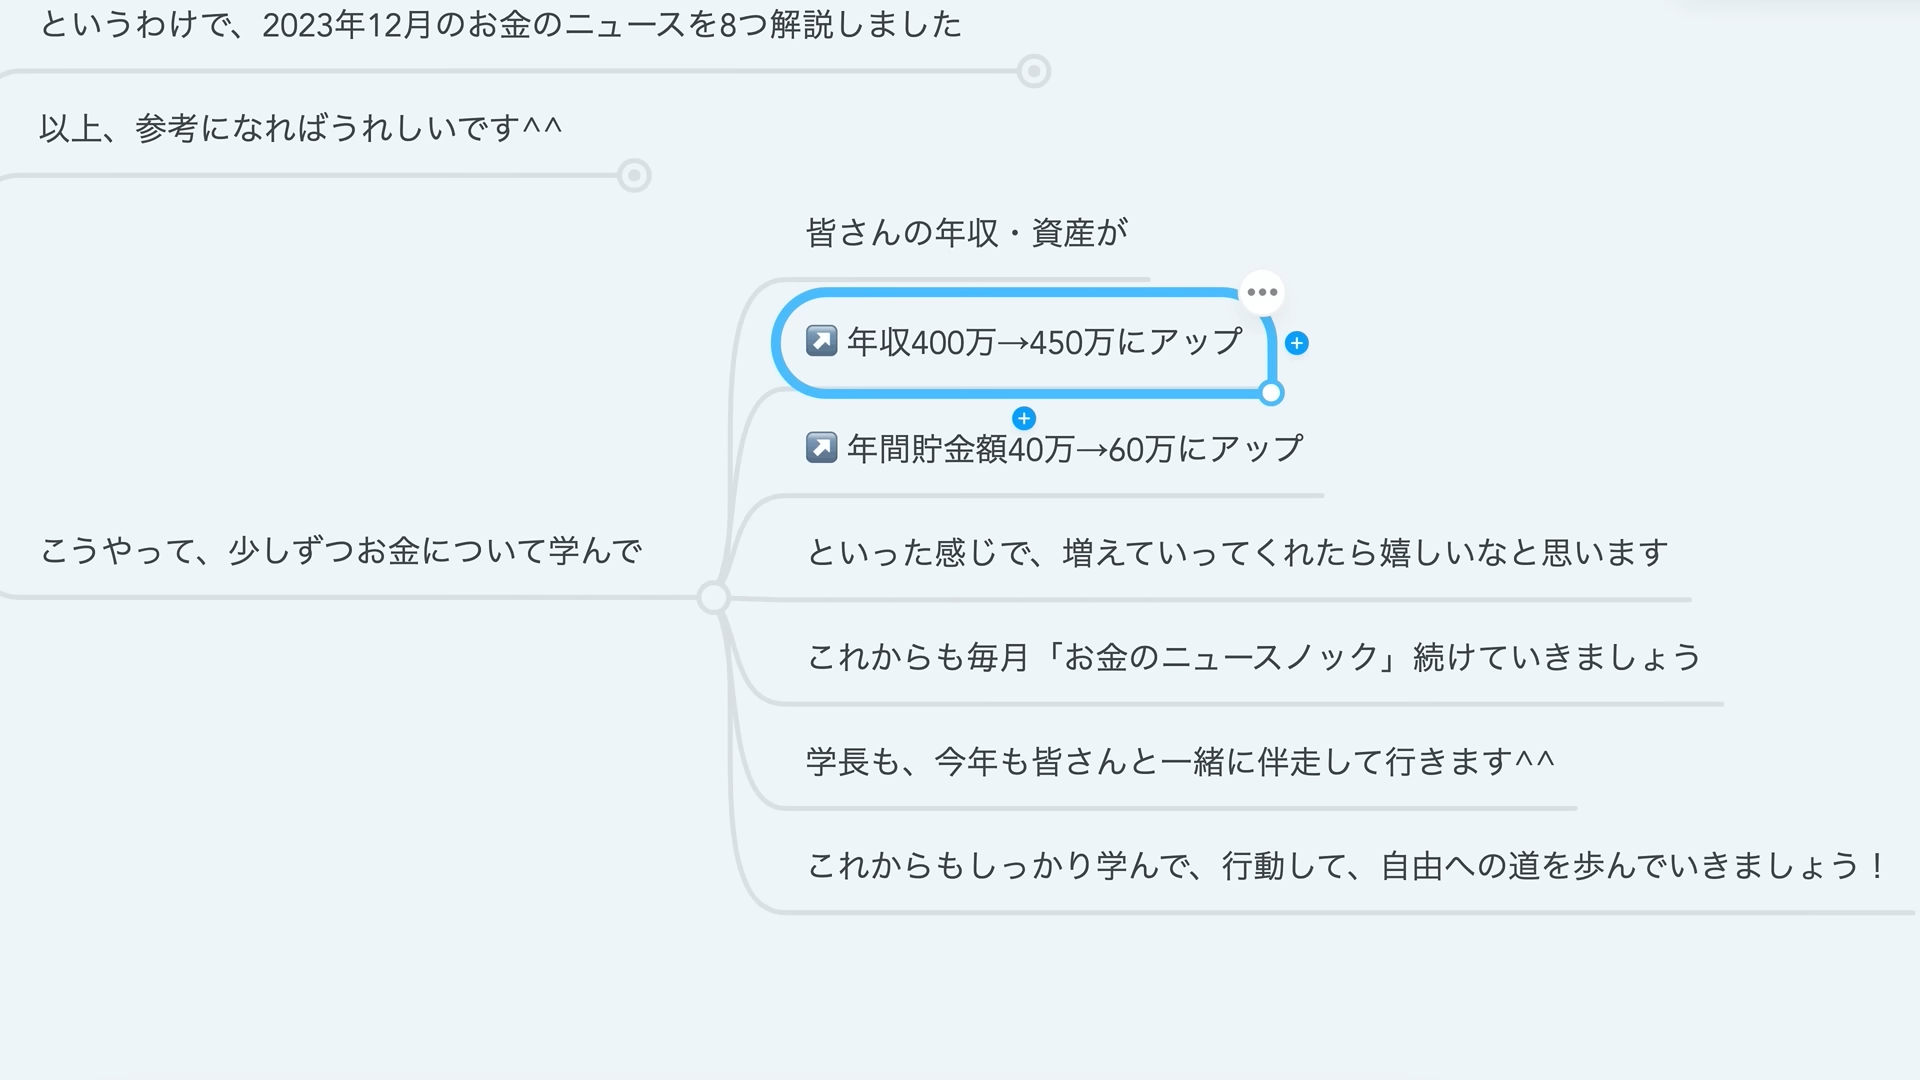 というわけで、2023年12月のお金のニュースを8つ解説しました
以上、参考になればうれしいです^^
こうやって、少しずつお金について学んで
皆さんの年収・資産が
↗年収400万→450万にアップ
↗年間貯金額40万→60万にアップ
といった感じで、増えていってくれたら嬉しいなと思います
これからも毎月「お金のニュースノック」続けていきましょう
学長も、今年も皆さんと一緒に伴走して行きます^^
これからもしっかり学んで、行動して、自由への道を歩んでいきましょう！